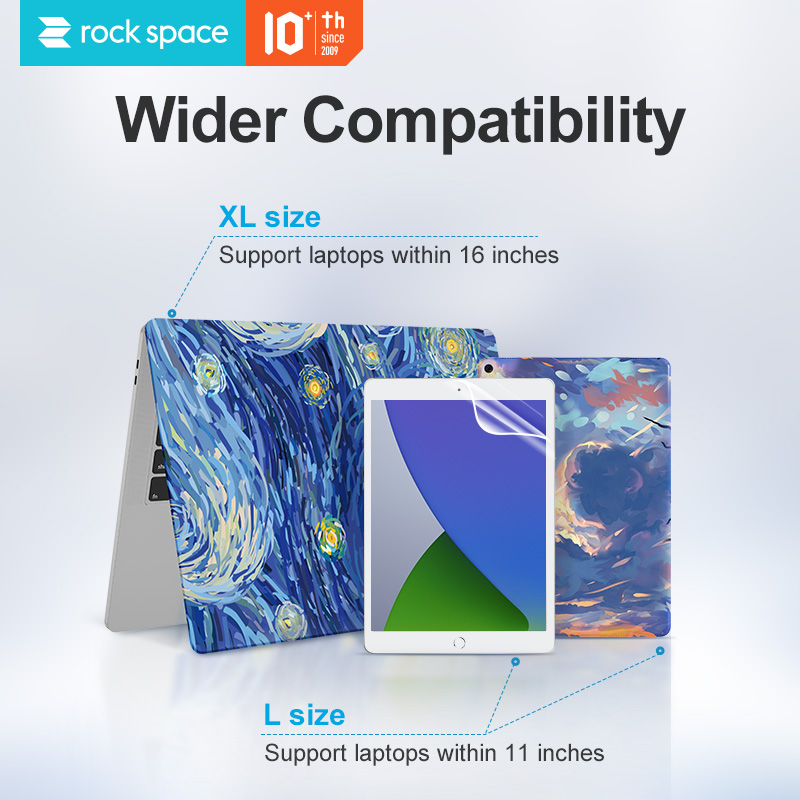 rock space
10+th
since
2009
Wider Compatibility
XL size
Support laptops within 16 inches
L size
Support laptops within 11 inches